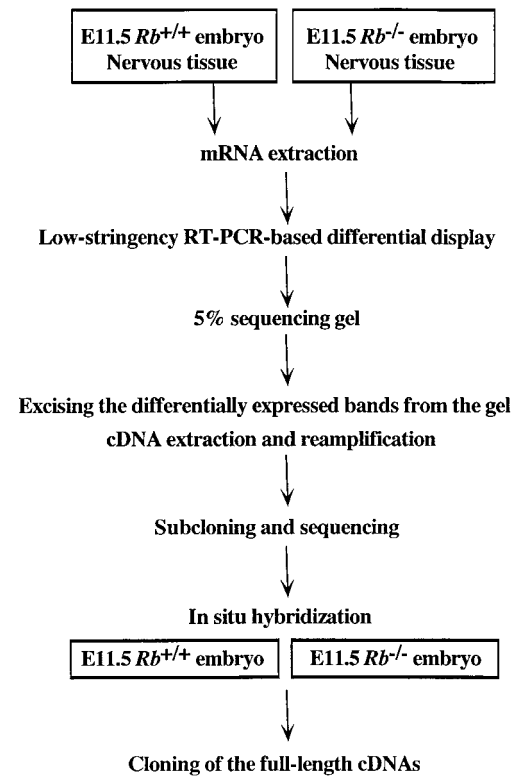 E11.5 Rb+/+ embryo
Nervous tissue
E11.5 Rb-/- embryo
Nervous tissue
mRNA extraction
Low-stringency RT-PCR-based differential display
5% sequencing gel
Excising the differentially expressed bands from the gel
cDNA extraction and reamplification
Subcloning and sequencing
In situ hybridization
E11.5 Rb+/+ embryo
E11.5 Rb-/- embryo
Cloning of the full-length cDNAs